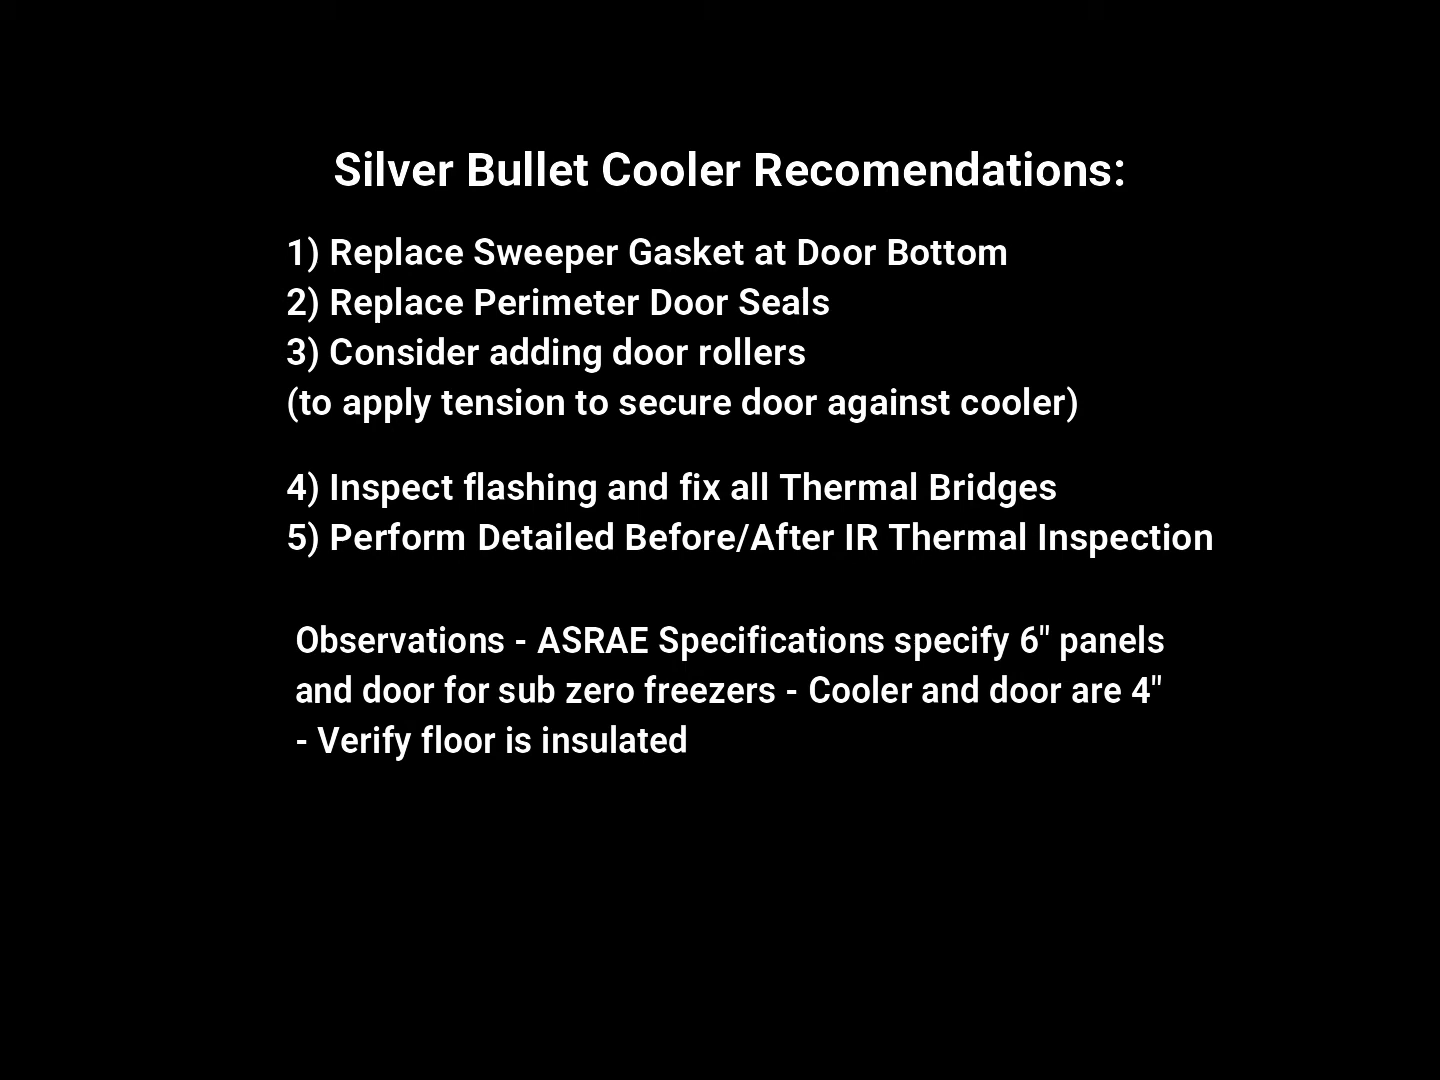 Silver Bullet Cooler Recomendations:
1) Replace Sweeper Gasket at Door Bottom
2) Replace Perimeter Door Seals
3) Consider adding door rollers
(to apply tension to secure door against cooler)
4) Inspect flashing and fix all Thermal Bridges
5) Perform Detailed Before/After IR Thermal Inspection
Observations - ASRAE Specifications specify 6" panels
and door for sub zero freezers - Cooler and door are 4"
- Verify floor is insulated